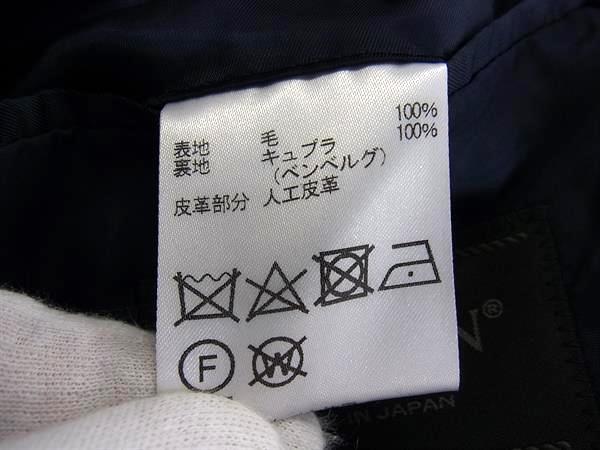 表地 毛 100%
裏地 キュプラ 100%
(ベンベルグ)
皮革部分 人工皮革
F W
N®
IN JAPAN